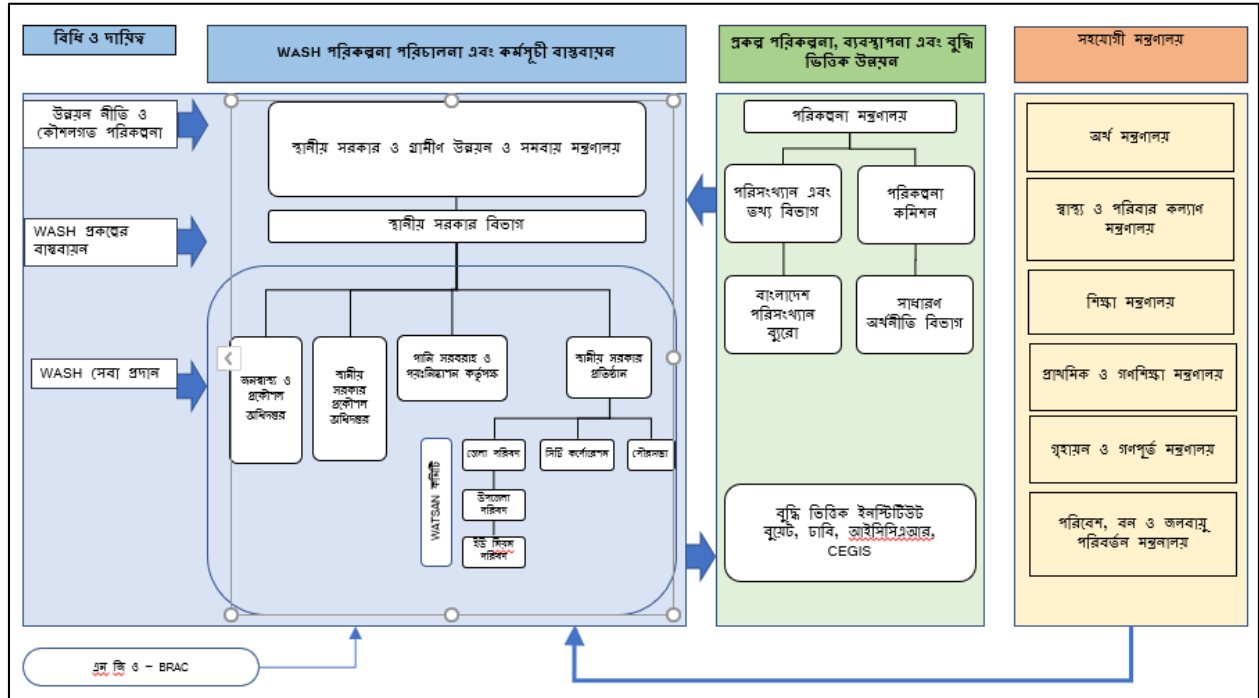 বিধি ও দায়িত্ব
WASH পরিকল্পনা পরিচালনা এবং কর্মসূচী বাস্তবায়ন
প্রকল্প পরিকল্পনা, ব্যবস্থাপনা এবং বুদ্ধি
ভিত্তিক উন্নয়ন
সহযোগী মন্ত্রণালয়
উন্নয়ন নীতি ও
কৌশলগত পরিকল্পনা
WASH প্রকল্পের
বাস্তবায়ন
WASH সেবা প্রদান
স্থানীয় সরকার ও গ্রামীণ উন্নয়ন ও সমবায় মন্ত্রণালয়
স্থানীয় সরকার বিভাগ
জনস্বাস্থ্য ও
প্রকৌশল
অধিদপ্তর
স্থানীয়
সরকার
প্রকৌশল
অধিদপ্তর
পানি সরবরাহ ও
পয়ঃনিষ্কাশন কর্তৃপক্ষ
স্থানীয় সরকার
প্রতিষ্ঠান
WATSAN কমিটি
জেলা পরিষদ
সিটি কর্পোরেশন
পৌরসভা
উপজেলা
পরিষদ
পরিষদ
পরিকল্পনা মন্ত্রণালয়
পরিসংখ্যান এবং
তথ্য বিভাগ
পরিকল্পনা
কমিশন
বাংলাদেশ
পরিসংখ্যান
ব্যুরো
সাধারণ
অর্থনীতি বিভাগ
বুদ্ধি ভিত্তিক ইনস্টিটিউট
বুয়েট, ঢাবি, আইসিসিএআর,
CEGIS
অর্থ মন্ত্রণালয়
স্বাস্থ্য ও পরিবার কল্যাণ
মন্ত্রণালয়
শিক্ষা মন্ত্রণালয়
প্রাথমিক ও গণশিক্ষা মন্ত্রণালয়
গৃহায়ন ও গণপূর্ত মন্ত্রণালয়
পরিবেশ, বন ও জলবায়ু
পরিবর্তন মন্ত্রনালয়
এন জি ও – BRAC